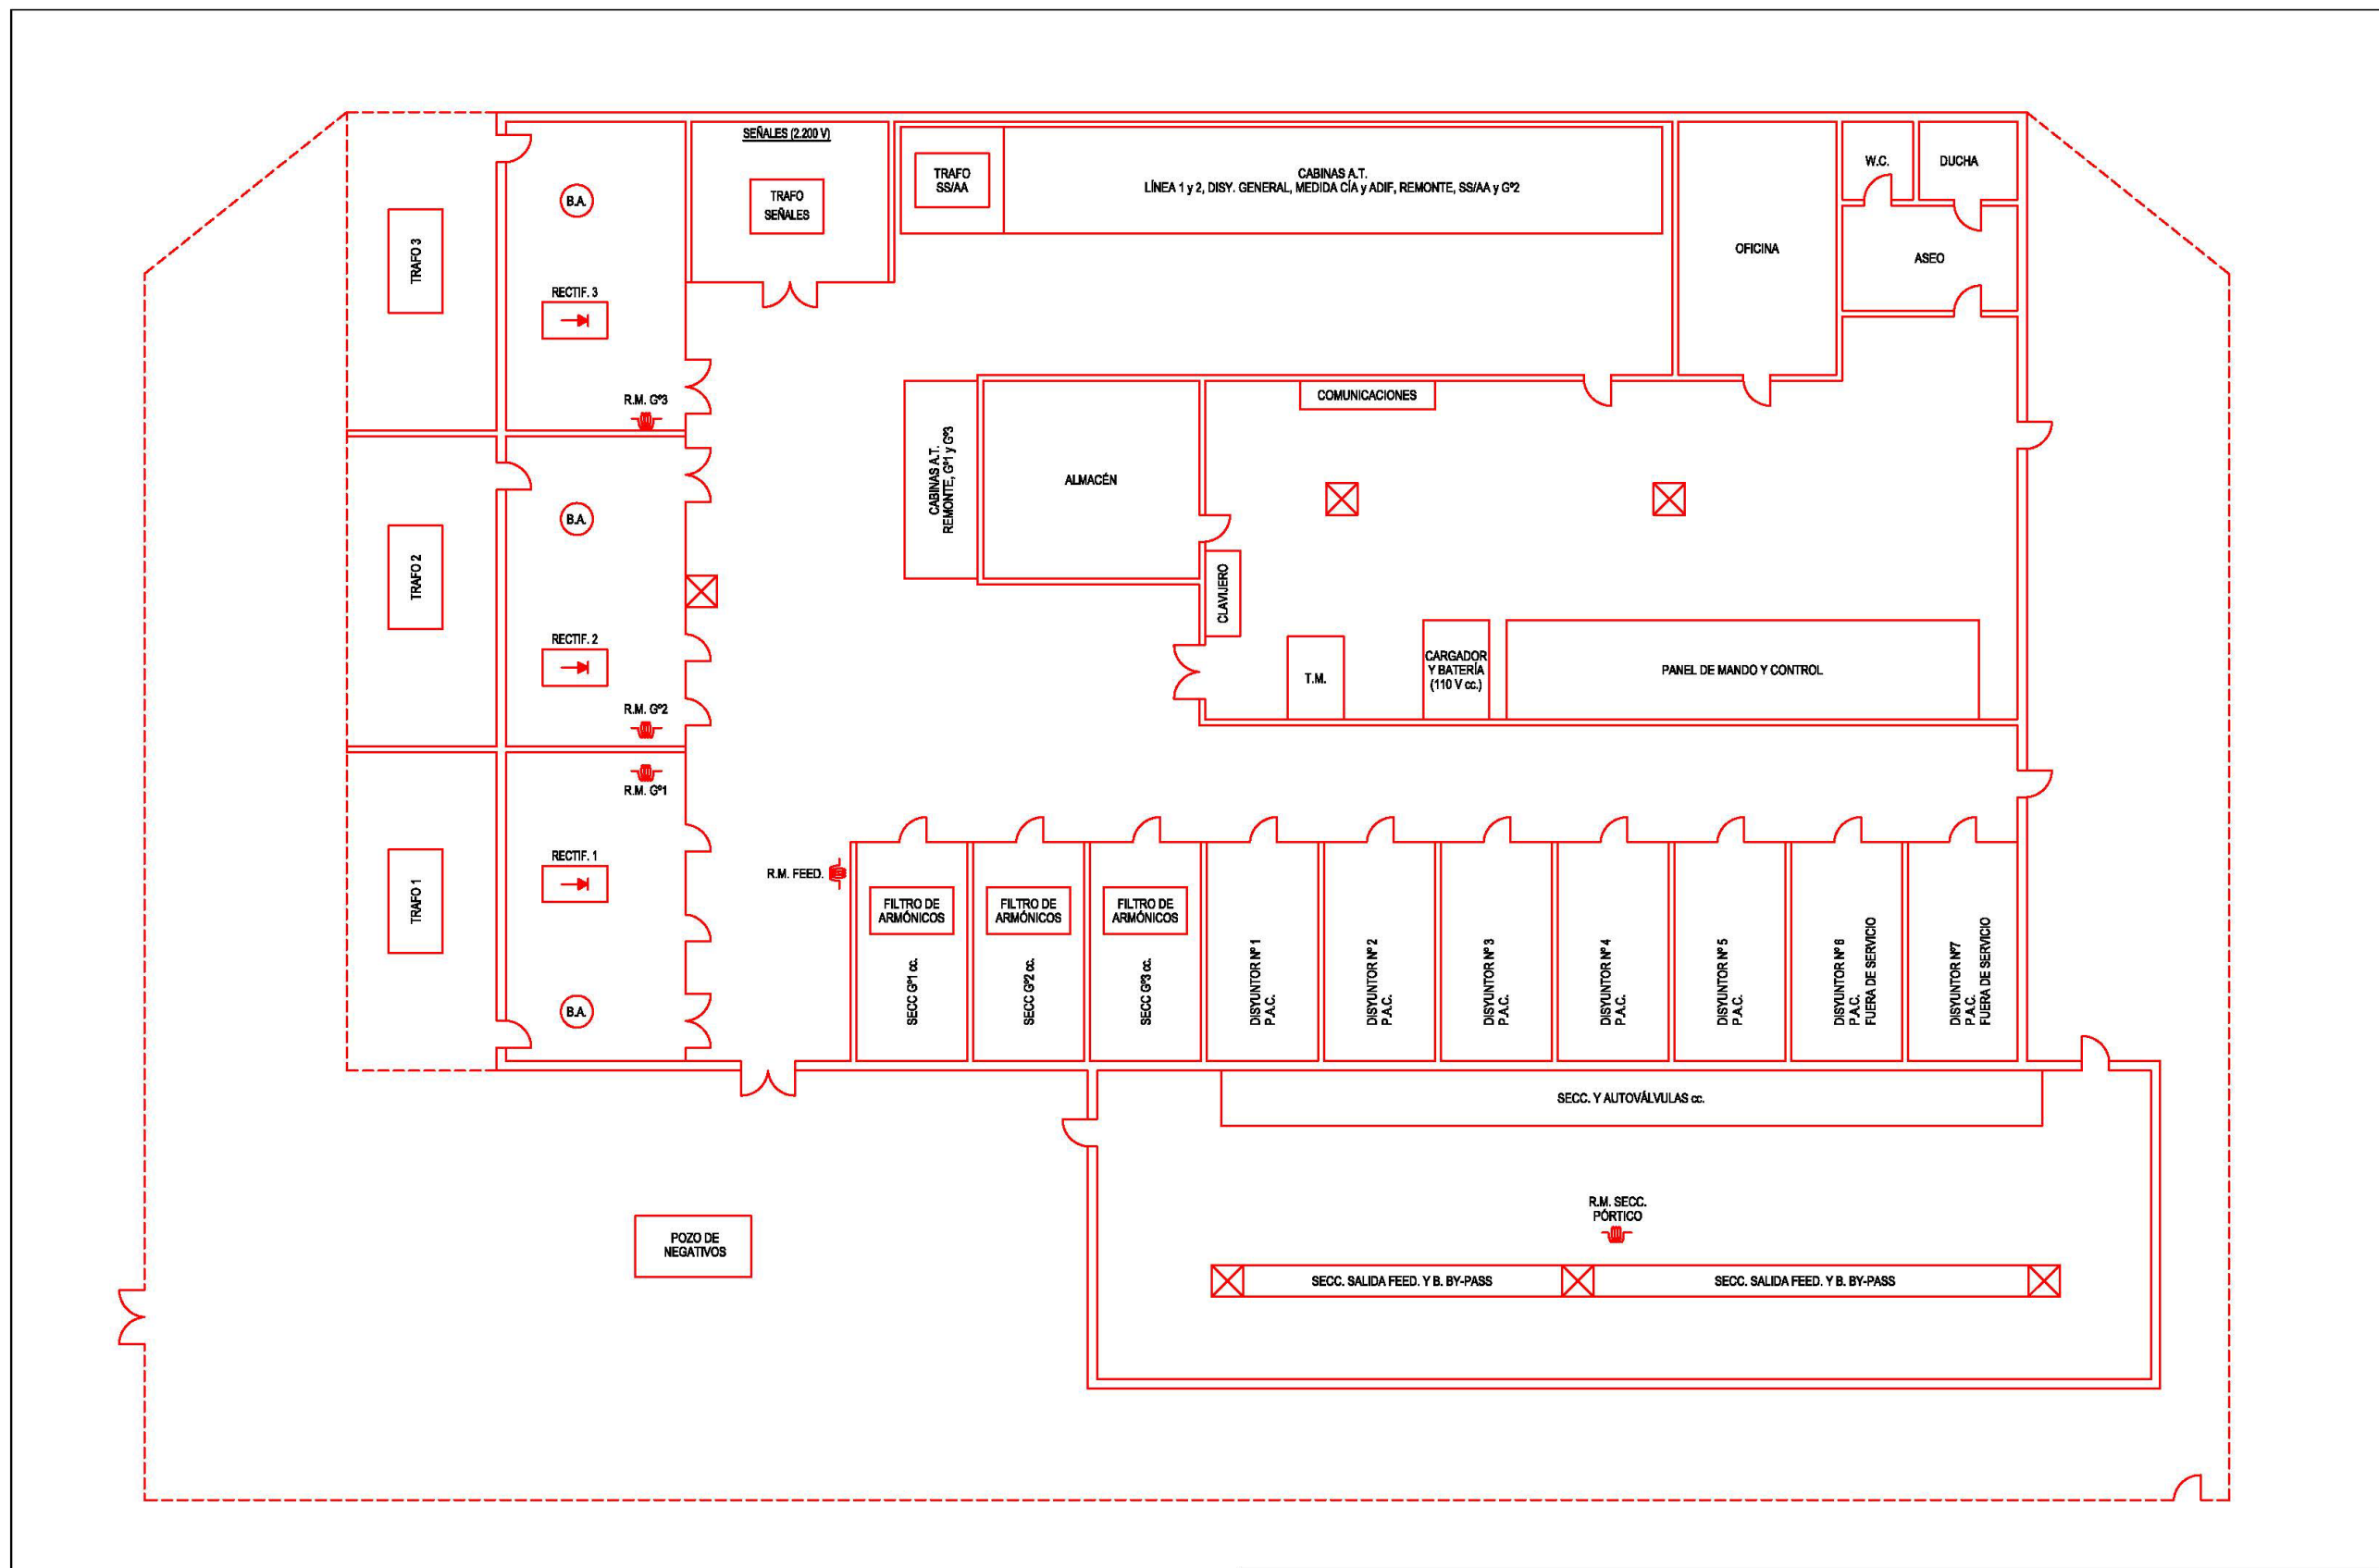 SEÑALES (2.200 V)
TRAFO
SEÑALES
TRAFO
SS/AA
CABINAS A.T.
LÍNEA 1 y 2, DISY. GENERAL, MEDIDA CÍA y ADIF, REMONTE, SS/AA y Gº2
OFICINA
W.C.
DUCHA
ASEO
TRAFO 3
B.A.
RECTIF. 3
R.M. Gº3
CABINAS A.T.
REMONTE, Gº1 y Gº3
ALMACÉN
COMUNICACIONES
CLAVIJERO
TRAFO 2
B.A.
RECTIF. 2
R.M. Gº2
T.M.
CARGADOR
Y BATERÍA
(110 V cc.)
PANEL DE MANDO Y CONTROL
R.M. Gº1
RECTIF. 1
TRAFO 1
B.A.
R.M. FEED.
FILTRO DE
ARMÓNICOS
SECC Gº1 cc.
FILTRO DE
ARMÓNICOS
SECC Gº2 cc.
FILTRO DE
ARMÓNICOS
SECC Gº3 cc.
DISYUNTOR Nº 1
P.A.C.
DISYUNTOR Nº 2
P.A.C.
DISYUNTOR Nº 3
P.A.C.
DISYUNTOR Nº 4
P.A.C.
DISYUNTOR Nº 5
P.A.C.
DISYUNTOR Nº 6
P.A.C.
FUERA DE SERVICIO
DISYUNTOR Nº7
P.A.C.
FUERA DE SERVICIO
SECC. Y AUTOVÁLVULAS cc.
R.M. SECC.
PÓRTICO
POZO DE
NEGATIVOS
SECC. SALIDA FEED. Y B. BY-PASS
SECC. SALIDA FEED. Y B. BY-PASS